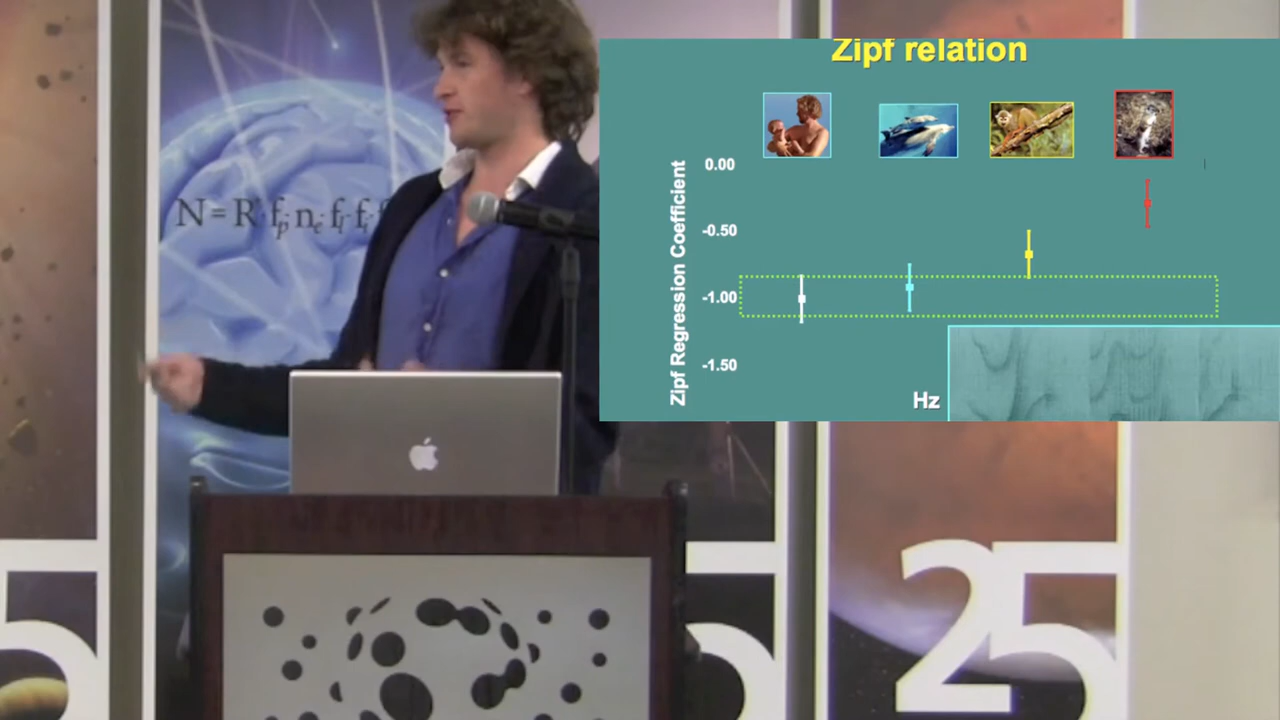 N = R* fp ne fl fi
Zipf relation
Zipf Regression Coefficient
0.00
-0.50
-1.00
-1.50
Hz
5
25